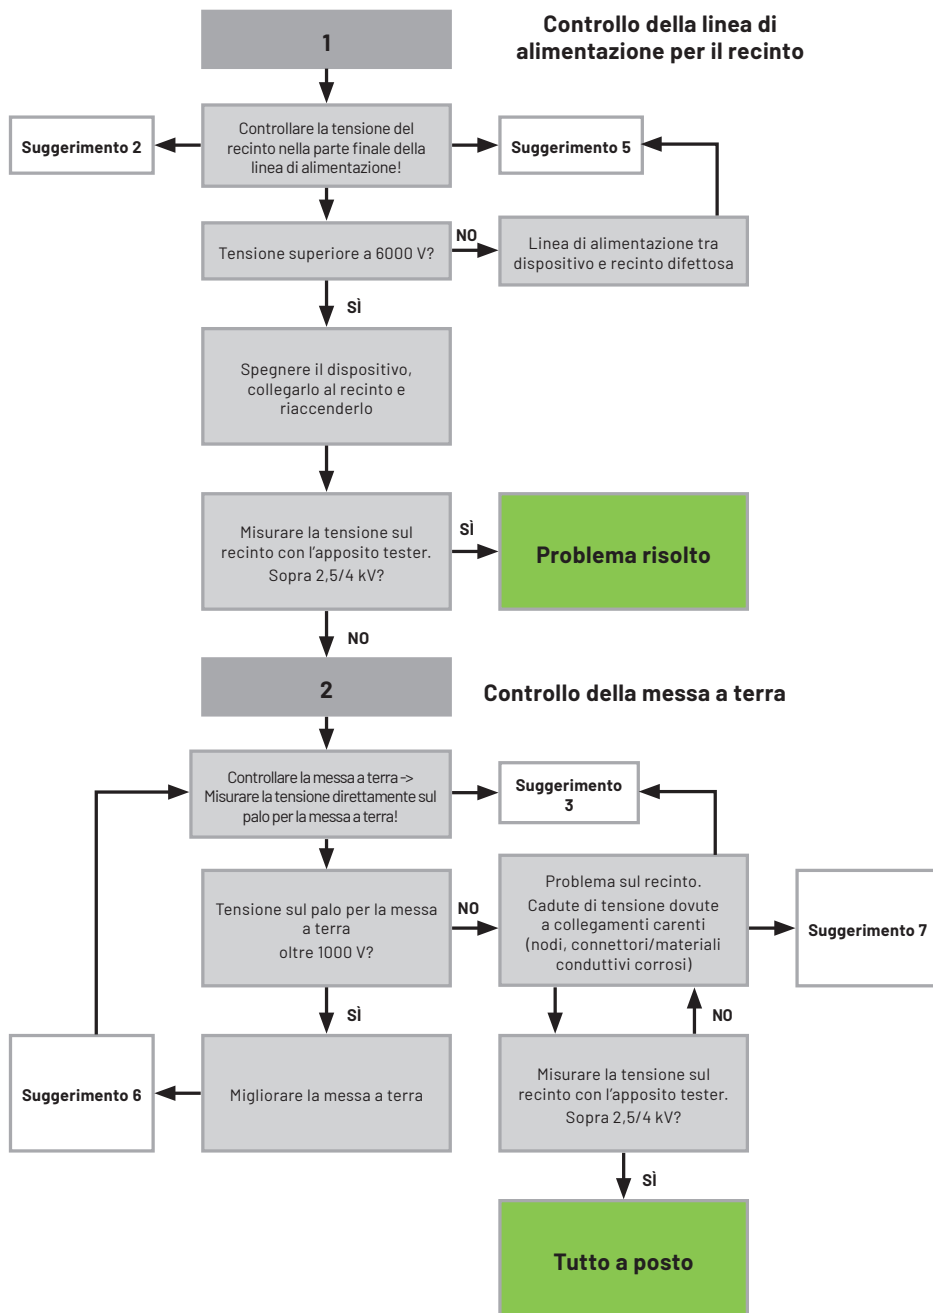 1
Controllo della linea di
alimentazione per il recinto
Suggerimento 2
Controllare la tensione del
recinto nella parte finale della
linea di alimentazione!
Suggerimento 5
Tensione superiore a 6000 V?
NO
Linea di alimentazione tra
dispositivo e recinto difettosa
SÌ
Spegnere il dispositivo,
collegarlo al recinto e
riaccenderlo
Misurare la tensione sul
recinto con l’apposito tester.
Sopra 2,5/4 kV?
SÌ
Problema risolto
NO
2
Controllo della messa a terra
Controllare la messa a terra ->
Misurare la tensione direttamente sul
palo per la messa a terra!
Suggerimento
3
Tensione sul palo per la messa
a terra
oltre 1000 V?
NO
Problema sul recinto.
Cadute di tensione dovute
a collegamenti carenti
(nodi, connettori/materiali
conduttivi corrosi)
Suggerimento 7
SÌ
NO
Suggerimento 6
Migliorare la messa a terra
Misurare la tensione sul
recinto con l’apposito tester.
Sopra 2,5/4 kV?
SÌ
Tutto a posto